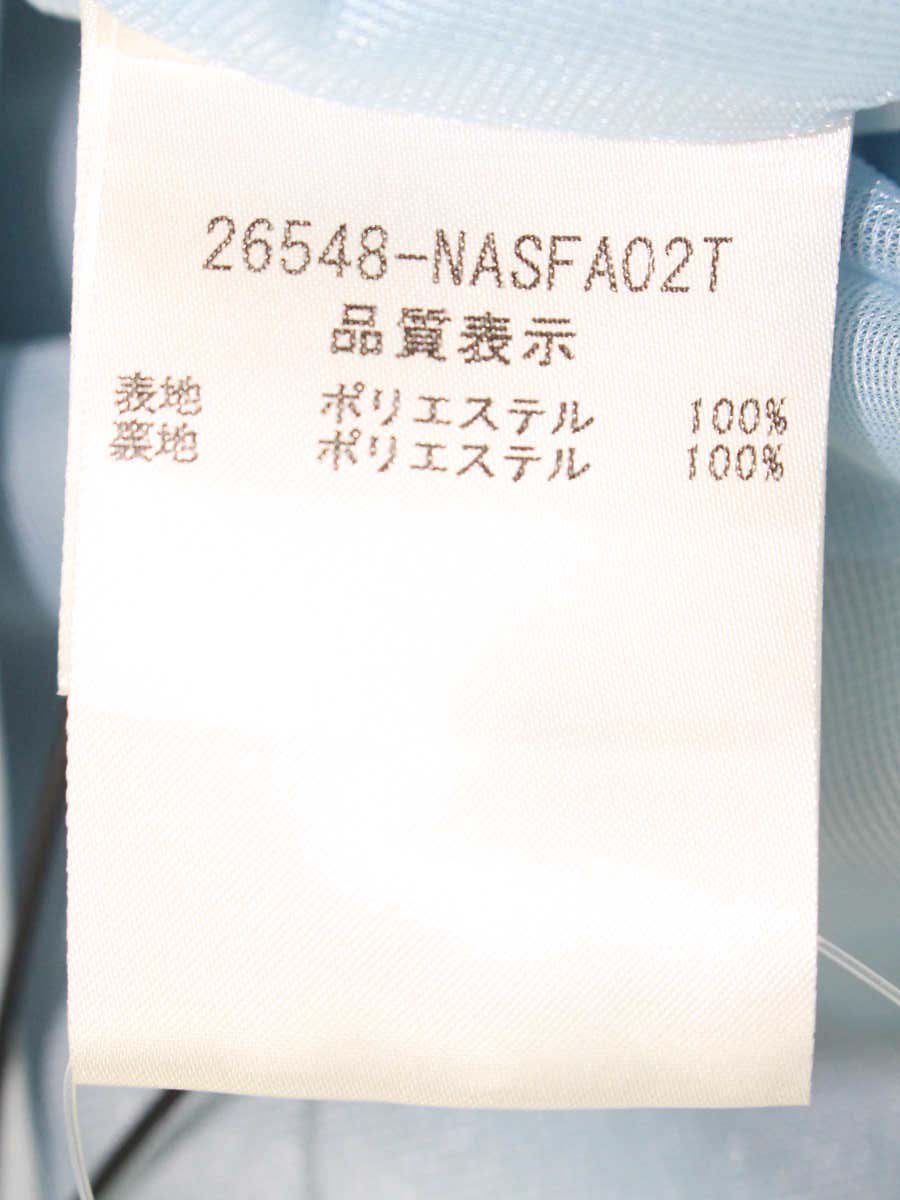 26548-NASFA02T
品質表示
表地 ポリエステル 100%
裏地 ポリエステル 100%